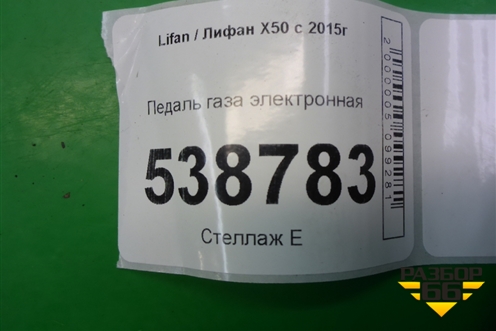 Lifan / Лифан X50 с 2015г
Педаль газа электронная
538783
Стеллаж Е
2000005099281
РАЗБОР
66